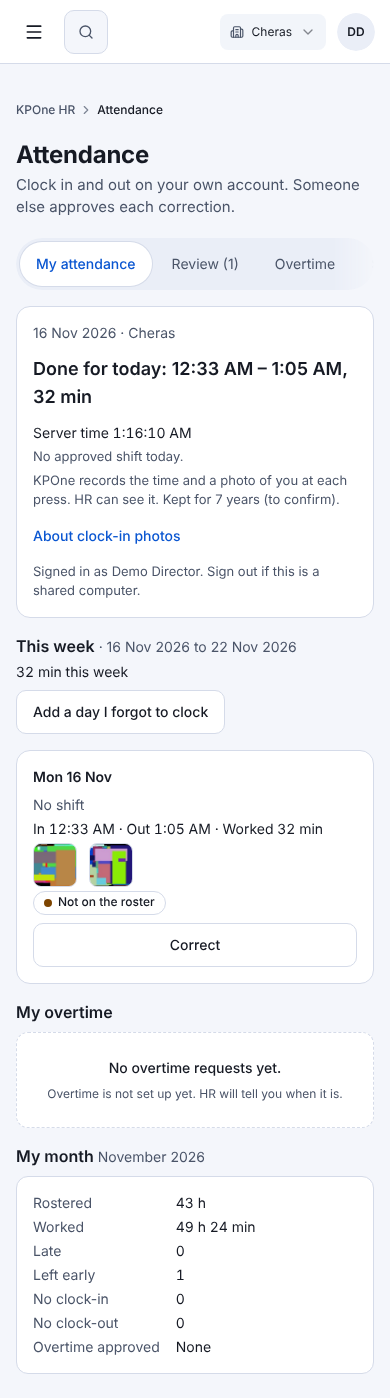 Cheras
DD
KPOne HR > Attendance
Attendance
Clock in and out on your own account. Someone
else approves each correction.
My attendance
Review (1)
Overtime
16 Nov 2026 · Cheras
Done for today: 12:33 AM – 1:05 AM,
32 min
Server time 1:16:10 AM
No approved shift today.
KPOne records the time and a photo of you at each
press. HR can see it. Kept for 7 years (to confirm).
About clock-in photos
Signed in as Demo Director. Sign out if this is a
shared computer.
This week · 16 Nov 2026 to 22 Nov 2026
32 min this week
Add a day I forgot to clock
Mon 16 Nov
No shift
In 12:33 AM · Out 1:05 AM · Worked 32 min
Not on the roster
Correct
My overtime
No overtime requests yet.
Overtime is not set up yet. HR will tell you when it is.
My month November 2026
Rostered 43 h
Worked 49 h 24 min
Late 0
Left early 1
No clock-in 0
No clock-out 0
Overtime approved None